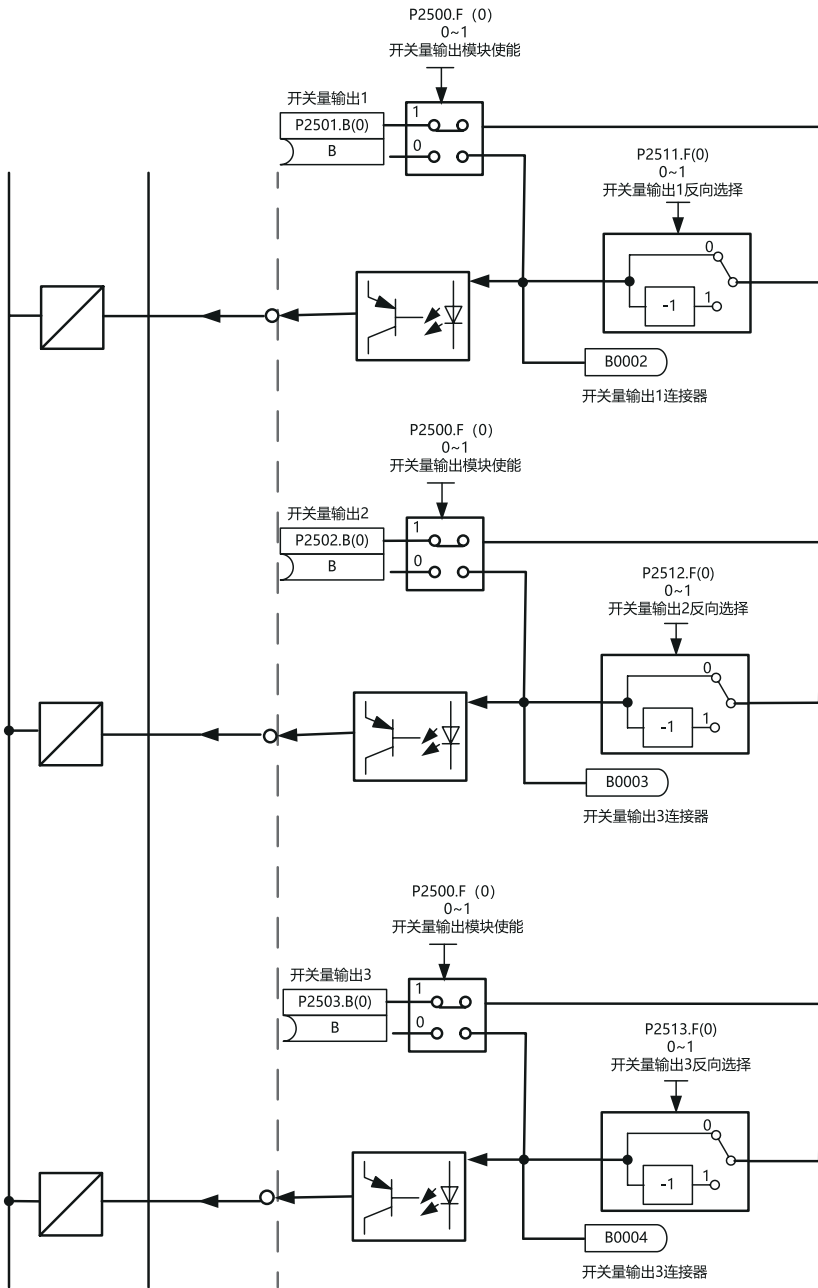 P2500.F (0)
0~1
开关量输出模块使能
开关量输出1
P2501.B(0)
B
1
0
P2511.F(0)
0~1
开关量输出1反向选择
0
-1
1
B0002
开关量输出1连接器
P2500.F (0)
0~1
开关量输出模块使能
开关量输出2
P2502.B(0)
B
1
0
P2512.F(0)
0~1
开关量输出2反向选择
0
-1
1
B0003
开关量输出3连接器
P2500.F (0)
0~1
开关量输出模块使能
开关量输出3
P2503.B(0)
B
1
0
P2513.F(0)
0~1
开关量输出3反向选择
0
-1
1
B0004
开关量输出3连接器